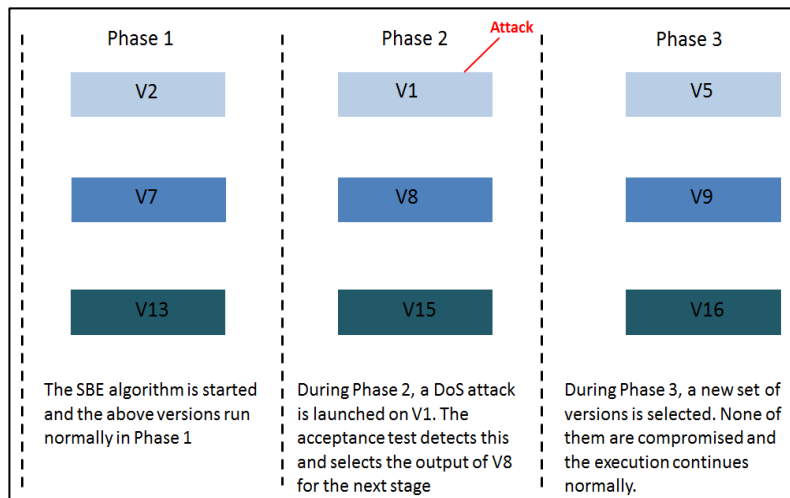 Phase 1
V2
V7
V13
The SBE algorithm is started
and the above versions run
normally in Phase 1
Phase 2
Attack
V1
V8
V15
During Phase 2, a DoS attack
is launched on V1. The
acceptance test detects this
and selects the output of V8
for the next stage
Phase 3
V5
V9
V16
During Phase 3, a new set of
versions is selected. None of
them are compromised and
the execution continues
normally.